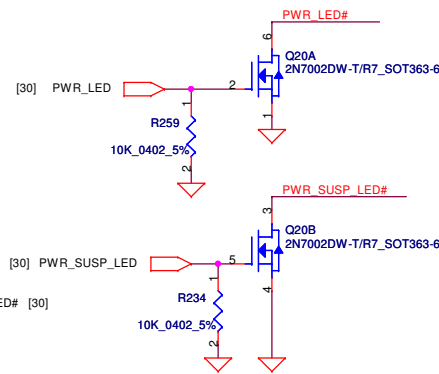 PWR_LED#
6
Q20A
2N7002DW-T/R7_SOT363-6
[30] PWR_LED
2
1
1
R259
10K_0402_5%
2
PWR_SUSP_LED#
3
Q20B
2N7002DW-T/R7_SOT363-6
[30] PWR_SUSP_LED
5
1
4
R234
ED# [30]
10K_0402_5%
2